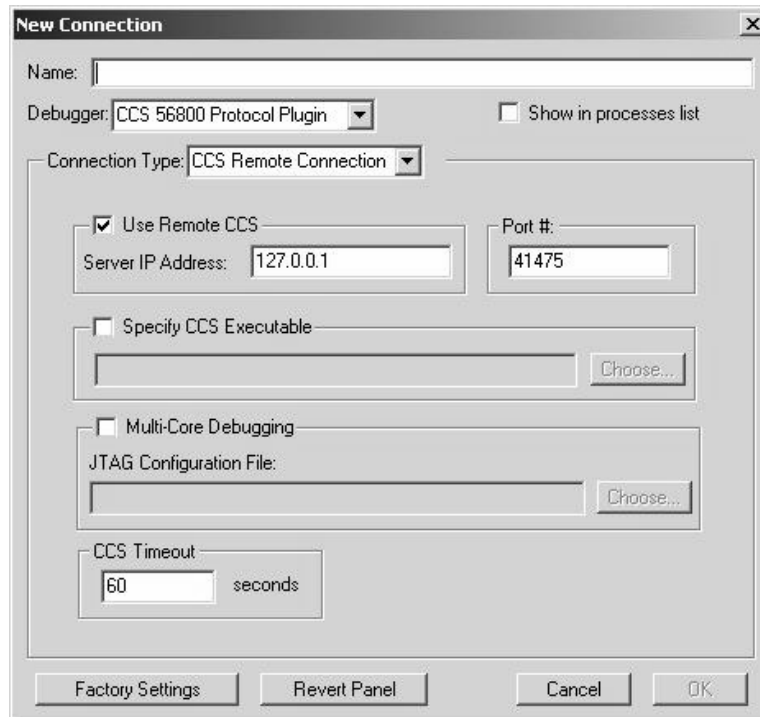 New Connection
Name:
Debugger: CCS 56800 Protocol Plugin Show in processes list
Connection Type: CCS Remote Connection
Use Remote CCS Port #:
Server IP Address: 127.0.0.1 41475
Specify CCS Executable
Choose...
Multi-Core Debugging
JTAG Configuration File:
Choose...
CCS Timeout
60 seconds
Factory Settings Revert Panel Cancel OK